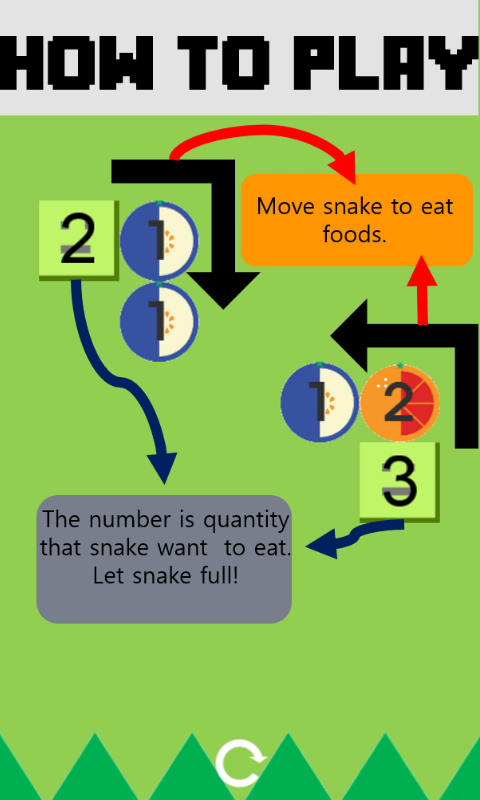 HOW TO PLAY
Move snake to eat
foods.
2 1
1
1 2
3
The number is quantity
that snake want to eat.
Let snake full!